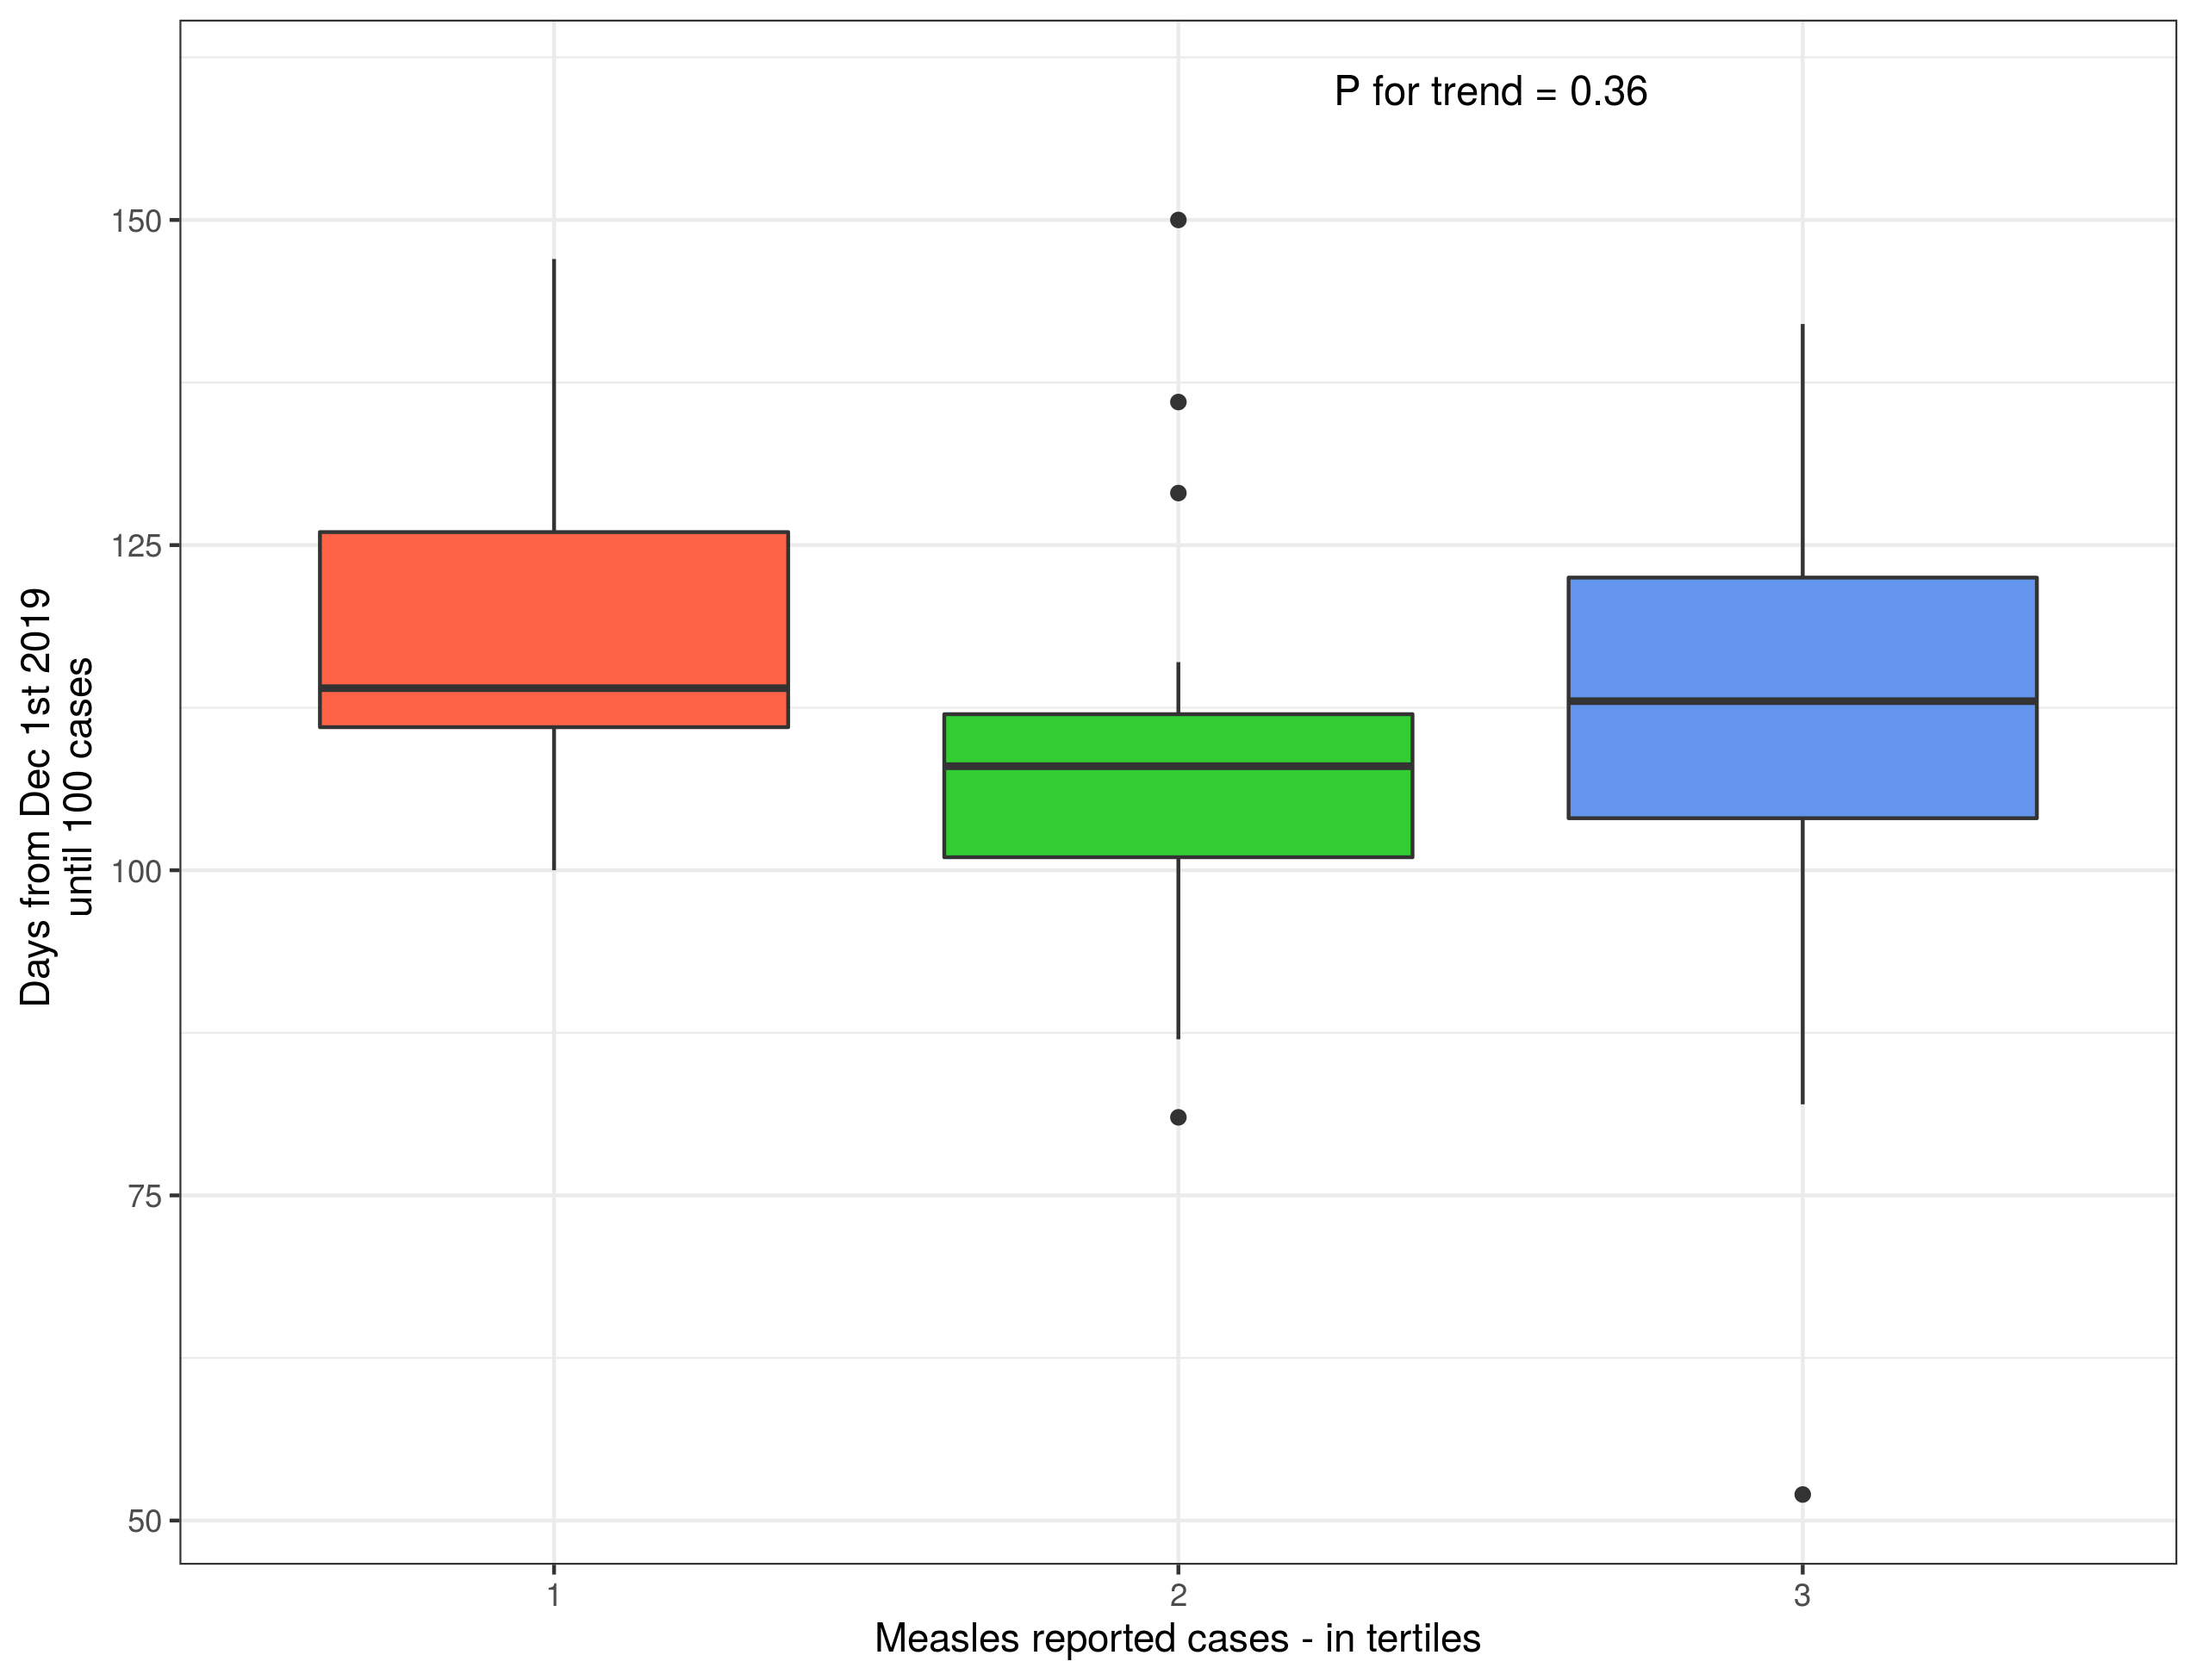 P for trend = 0.36
Days from Dec 1st 2019
until 100 cases
150
125
100
75
50
1
2
3
Measles reported cases - in tertiles